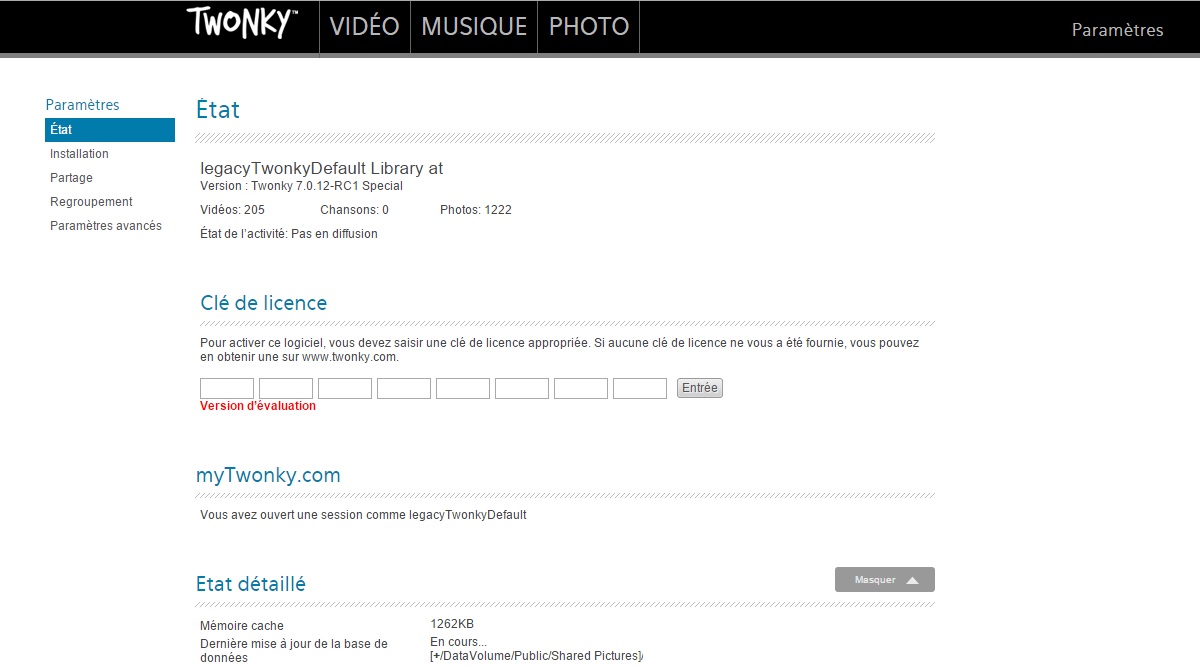 TWONKY™ VIDÉO MUSIQUE PHOTO Paramètres
Paramètres
État
Installation
Partage
Regroupement
Paramètres avancés
État
legacyTwonkyDefault Library at
Version : Twonky 7.0.12-RC1 Special
Vidéos: 205 Chansons: 0 Photos: 1222
État de l’activité: Pas en diffusion
Clé de licence
Pour activer ce logiciel, vous devez saisir une clé de licence appropriée. Si aucune clé de licence ne vous a été fournie, vous pouvez
en obtenir une sur www.twonky.com.
Entrée
Version d’évaluation
myTwonky.com
Vous avez ouvert une session comme legacyTwonkyDefault
Etat détaillé Masquer
Mémoire cache 1262KB
Dernière mise à jour de la base de En cours...
données [+/DataVolume/Public/Shared Pictures]/